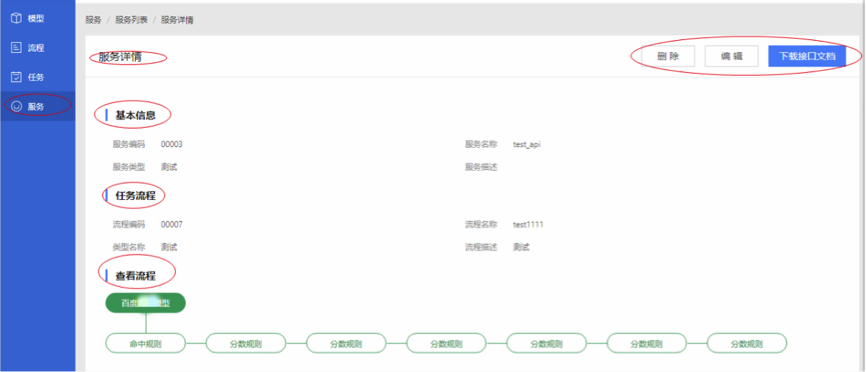 模型
流程
任务
服务
服务 / 服务列表 / 服务详情
服务详情
删 除
编 辑
下载接口文档
基本信息
服务编码 00003
服务名称 test_api
服务类型 测试
服务描述
任务流程
流程编码 00007
流程名称 test1111
类型名称 测试
流程描述 测试
查看流程
百 型
命中规则 分数规则 分数规则 分数规则 分数规则 分数规则 分数规则